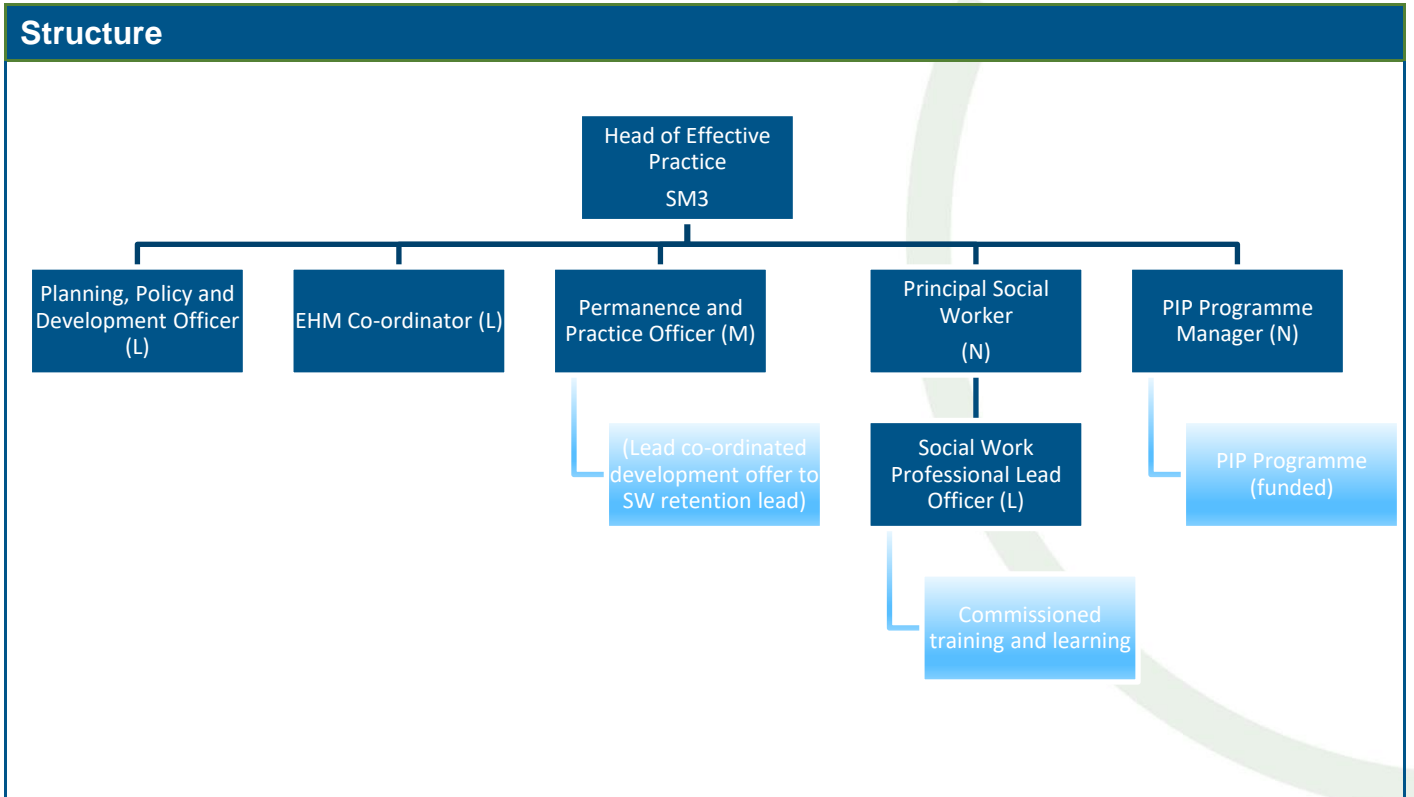 Structure
Head of Effective
Practice
SM3
Planning, Policy and
Development Officer
(L)
EHM Co-ordinator (L)
Permanence and
Practice Officer (M)
Principal Social
Worker
(N)
PIP Programme
Manager (N)
(Lead co-ordinated
development offer to
SW retention lead)
Social Work
Professional Lead
Officer (L)
PIP Programme
(funded)
Commissioned
training and learning